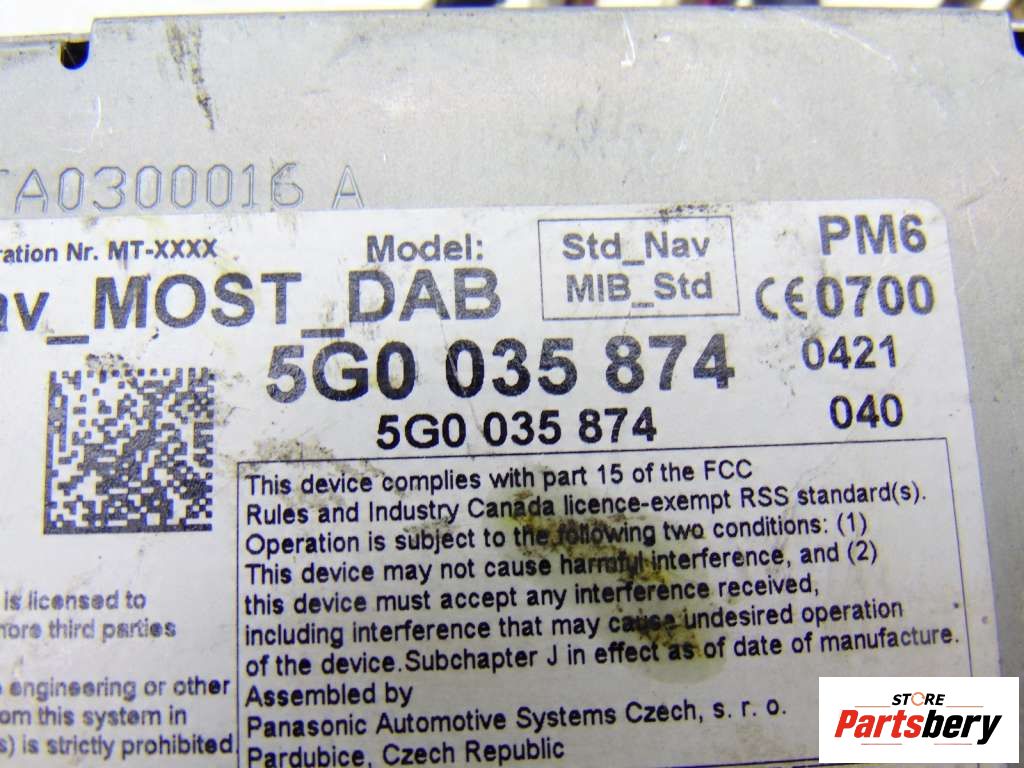 A0300016 A
Nr. MT-XXXX
Model:
Std_Nav
MIB_Std
PM6
_MOST_DAB
CE0700
5G0 035 874
0421
5G0 035 874
040
This device complies with part 15 of the FCC
Rules and Industry Canada licence-exempt RSS standard(s).
Operation is subject to the following two conditions: (1)
This device may not cause harmful interference, and (2)
this device must accept any interference received,
including interference that may cause undesired operation
of the device.Subchapter J in effect as of date of manufacture.
Assembled by
Panasonic Automotive Systems Czech, s. r. o.
Pardubice, Czech Republic
is licensed to
third parties
engineering or other
this system in
is strictly prohibited.
STORE
Partsbery